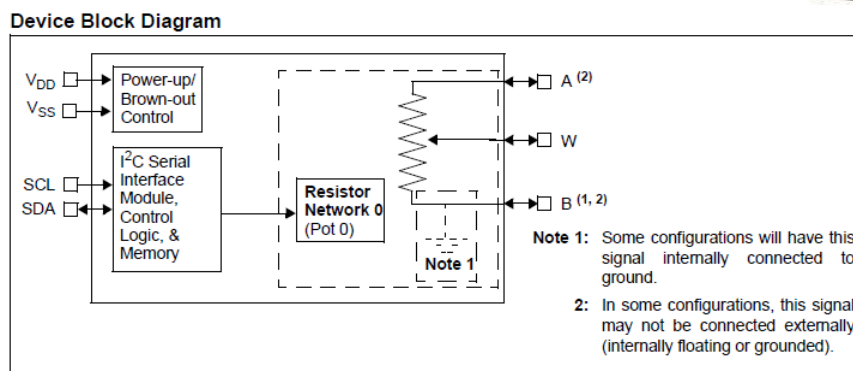 Device Block Diagram
V_DD
V_SS
Power-up/
Brown-out
Control
SCL
SDA
I²C Serial
Interface
Module,
Control
Logic, &
Memory
Resistor
Network 0
(Pot 0)
Note 1
A (2)
W
B (1, 2)
Note 1: Some configurations will have this
signal internally connected to
ground.
2: In some configurations, this signal
may not be connected externally
(internally floating or grounded).